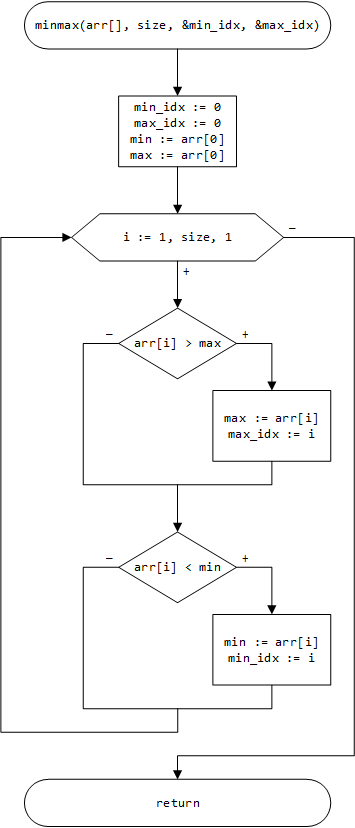 minmax(arr[], size, &min_idx, &max_idx)
min_idx := 0
max_idx := 0
min := arr[0]
max := arr[0]
i := 1, size, 1
–
+
arr[i] > max
–
+
max := arr[i]
max_idx := i
arr[i] < min
–
+
min := arr[i]
min_idx := i
return